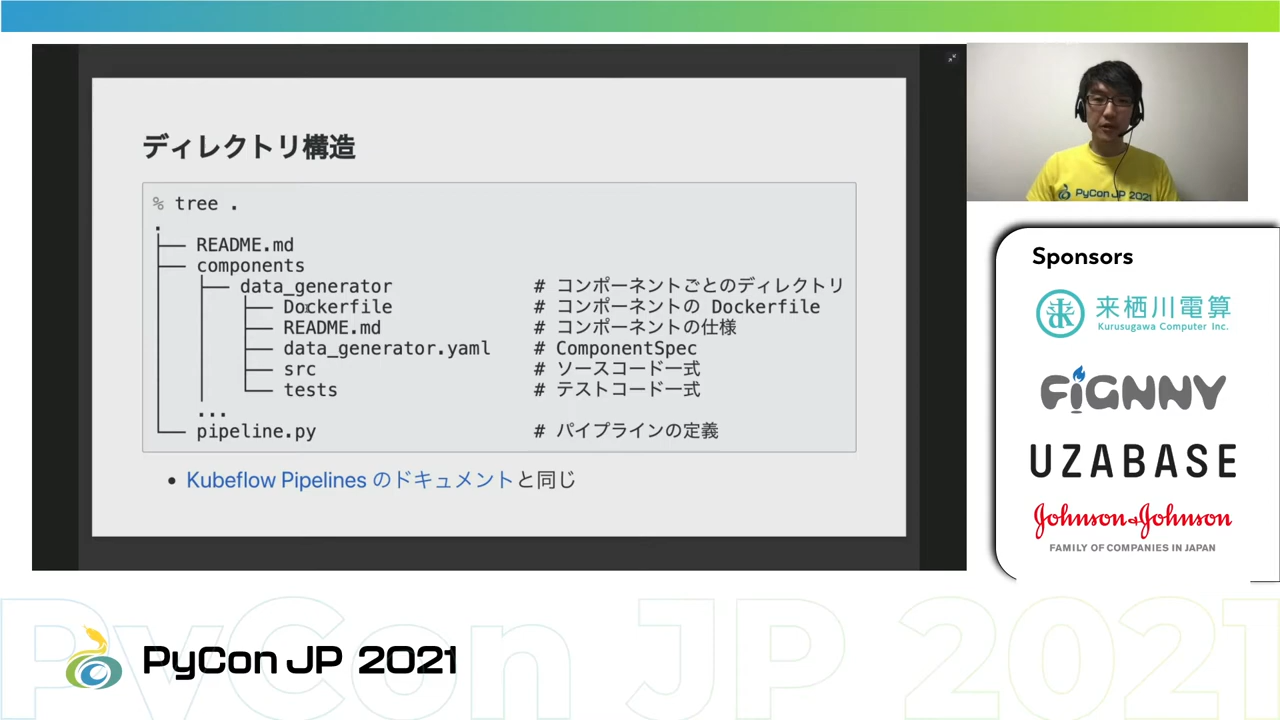 ディレクトリ構造
% tree .
.
├── README.md
├── components
│   ├── data_generator # コンポーネントごとのディレクトリ
│   │   ├── Dockerfile # コンポーネントの Dockerfile
│   │   ├── README.md # コンポーネントの仕様
│   │   ├── data_generator.yaml # ComponentSpec
│   │   ├── src # ソースコード一式
│   │   └── tests # テストコード一式
│   ...
└── pipeline.py # パイプラインの定義
• Kubeflow Pipelines のドキュメントと同じ
PyCon JP 2021
Sponsors
来栖川電算
Kurusugawa Computer Inc.
FiGNNY
UZABASE
Johnson&Johnson
FAMILY OF COMPANIES IN JAPAN
PyCon JP 2021
PyCon JP 2021